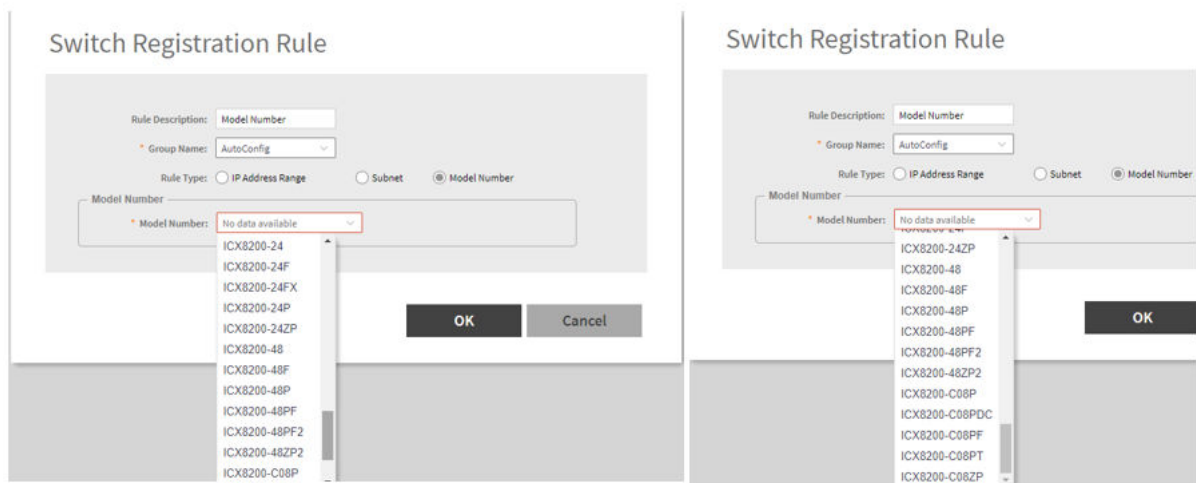 Switch Registration Rule
Rule Description: Model Number
* Group Name: AutoConfig
Rule Type: IP Address Range Subnet Model Number
Model Number
* Model Number: No data available
ICX8200-24
ICX8200-24F
ICX8200-24FX
ICX8200-24P
ICX8200-24ZP
ICX8200-48
ICX8200-48F
ICX8200-48P
ICX8200-48PF
ICX8200-48PF2
ICX8200-48ZP2
ICX8200-C08P
OK Cancel
Switch Registration Rule
Rule Description: Model Number
* Group Name: AutoConfig
Rule Type: IP Address Range Subnet Model Number
Model Number
* Model Number: No data available
ICX8200-24ZP
ICX8200-48
ICX8200-48F
ICX8200-48P
ICX8200-48PF
ICX8200-48PF2
ICX8200-48ZP2
ICX8200-C08P
ICX8200-C08PDC
ICX8200-C08PF
ICX8200-C08PT
ICX8200-C08ZP
OK